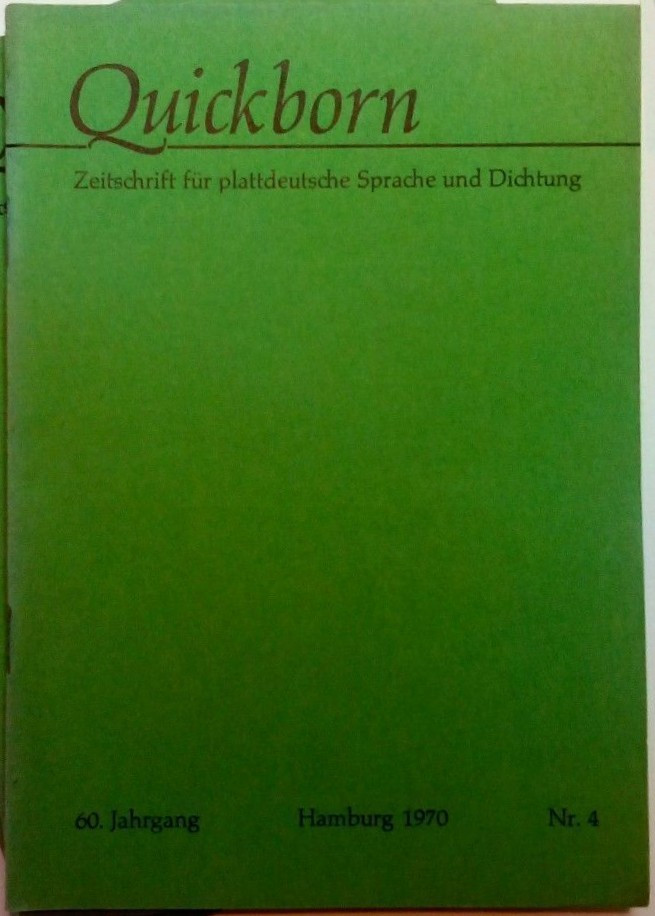 Quickborn
Zeitschrift für plattdeutsche Sprache und Dichtung
60. Jahrgang Hamburg 1970 Nr. 4